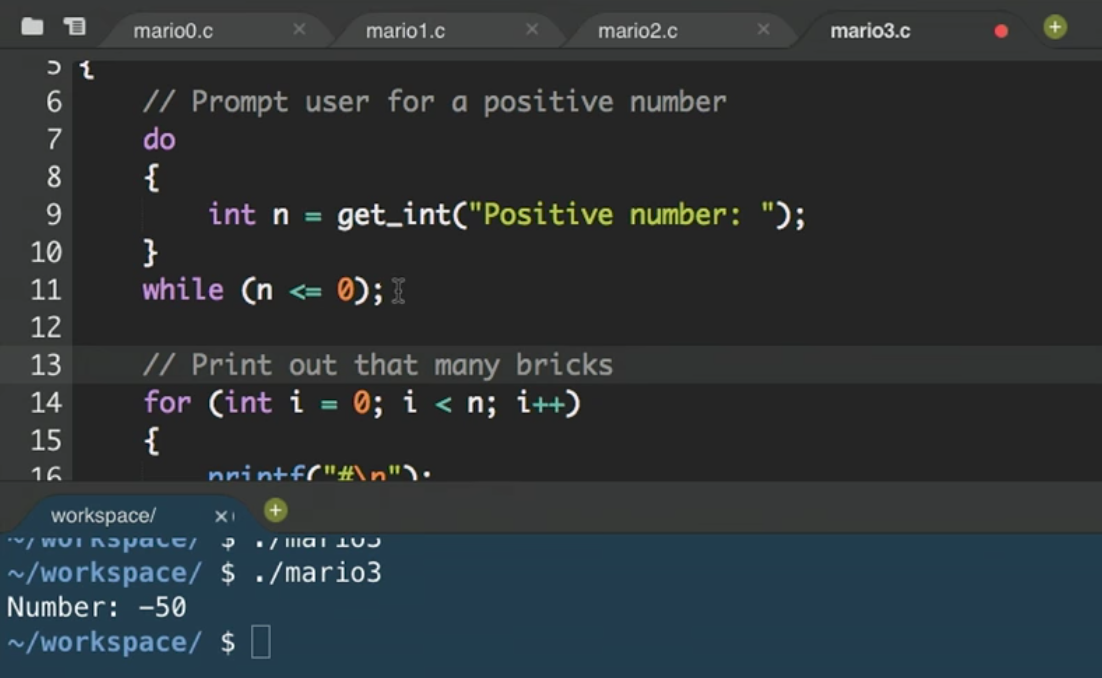 mario0.c × mario1.c × mario2.c × mario3.c
5 {
6 // Prompt user for a positive number
7 do
8 {
9 int n = get_int("Positive number: ");
10 }
11 while (n <= 0);
12
13 // Print out that many bricks
14 for (int i = 0; i < n; i++)
15 {
16 printf("#\n");
workspace/ ×
~/workspace/ $ ./mario3
~/workspace/ $ ./mario3
Number: -50
~/workspace/ $